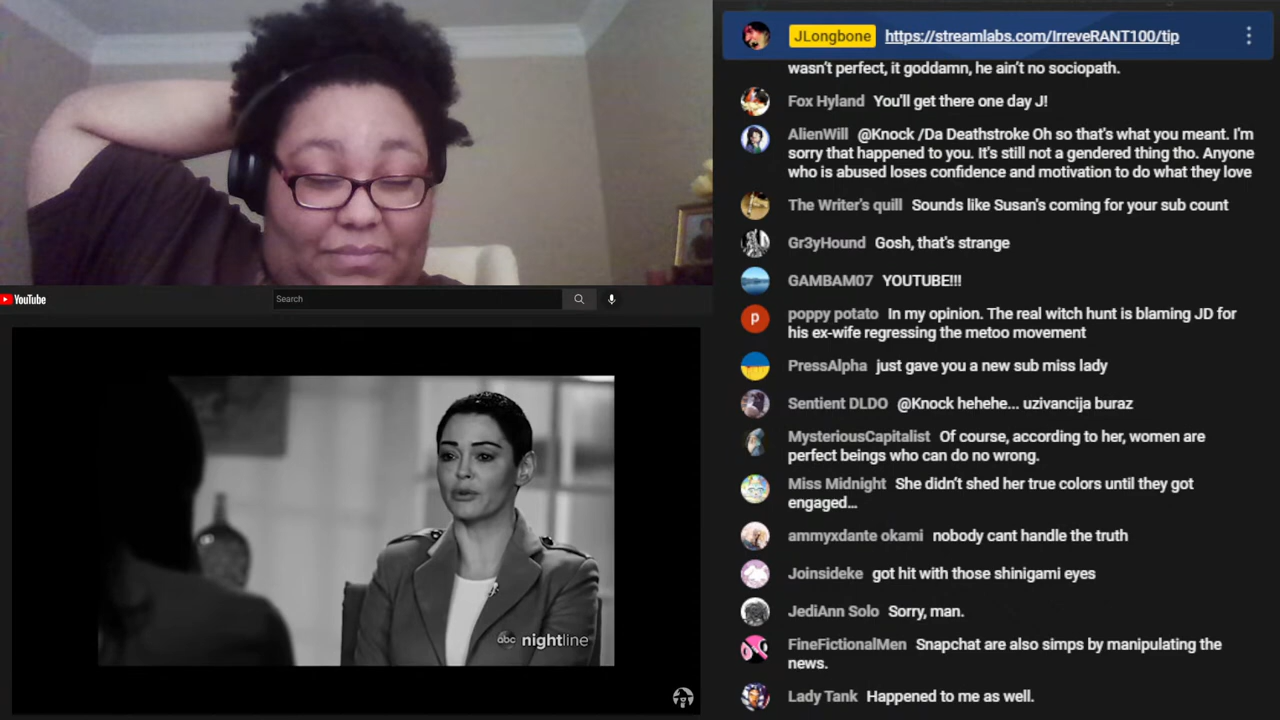 JLongbone https://streamlabs.com/IrreveRANT100/tip
wasn't perfect, it goddamn, he ain't no sociopath.
Fox Hyland You'll get there one day J!
AlienWill @Knock /Da Deathstroke Oh so that's what you meant. I'm
sorry that happened to you. It's still not a gendered thing tho. Anyone
who is abused loses confidence and motivation to do what they love
The Writer's quill Sounds like Susan's coming for your sub count
Gr3yHound Gosh, that's strange
GAMBAM07 YOUTUBE!!!
p
poppy potato In my opinion. The real witch hunt is blaming JD for
his ex-wife regressing the metoo movement
PressAlpha just gave you a new sub miss lady
Sentient DLDO @Knock hehehe... uzivancija buraz
MysteriousCapitalist Of course, according to her, women are
perfect beings who can do no wrong.
Miss Midnight She didn't shed her true colors until they got
engaged...
ammyxdante okami nobody cant handle the truth
Joinsideke got hit with those shinigami eyes
JediAnn Solo Sorry, man.
FineFictionalMen Snapchat are also simps by manipulating the
news.
Lady Tank Happened to me as well.
YouTube
Search
abc nightline